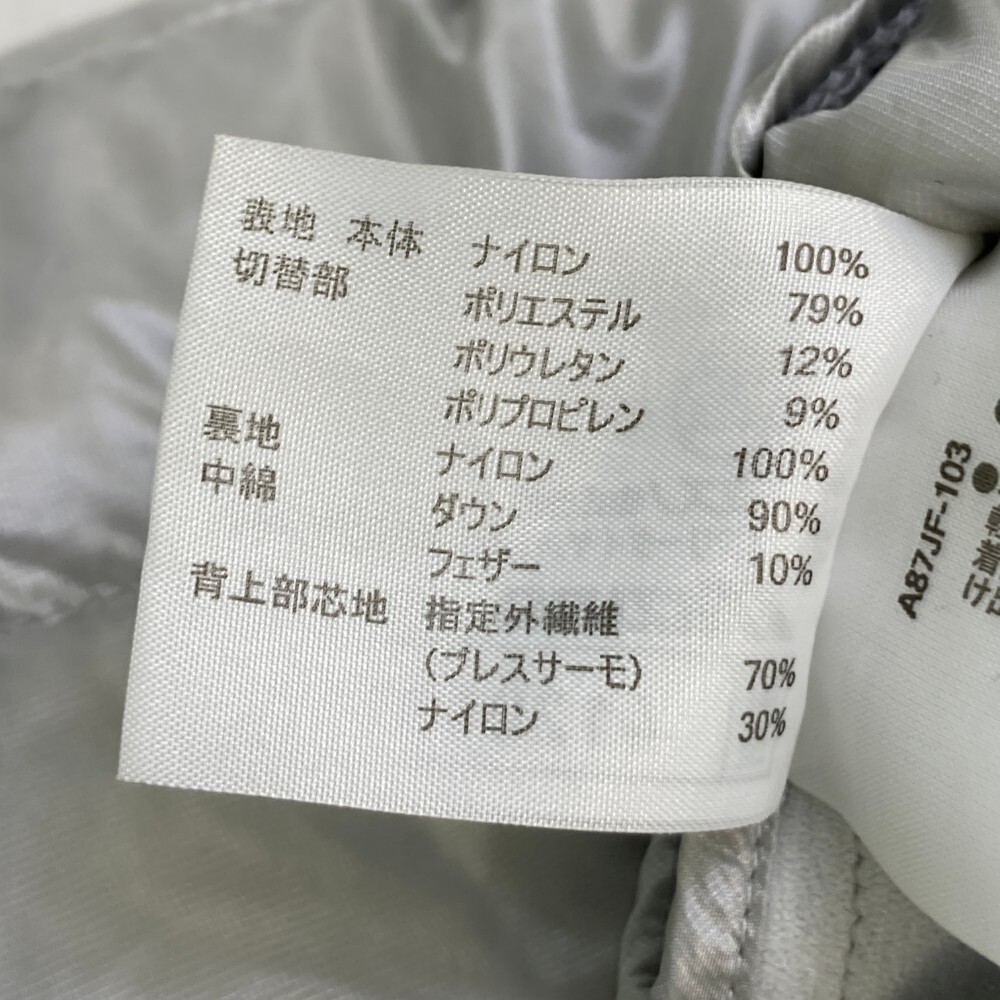 表地 本体 ナイロン 100%
切替部 ポリエステル 79%
ポリウレタン 12%
ポリプロピレン 9%
裏地 ナイロン 100%
中綿 ダウン 90%
フェザー 10%
背上部芯地 指定外繊維
(ブレスサーモ) 70%
ナイロン 30%
A87JF-103